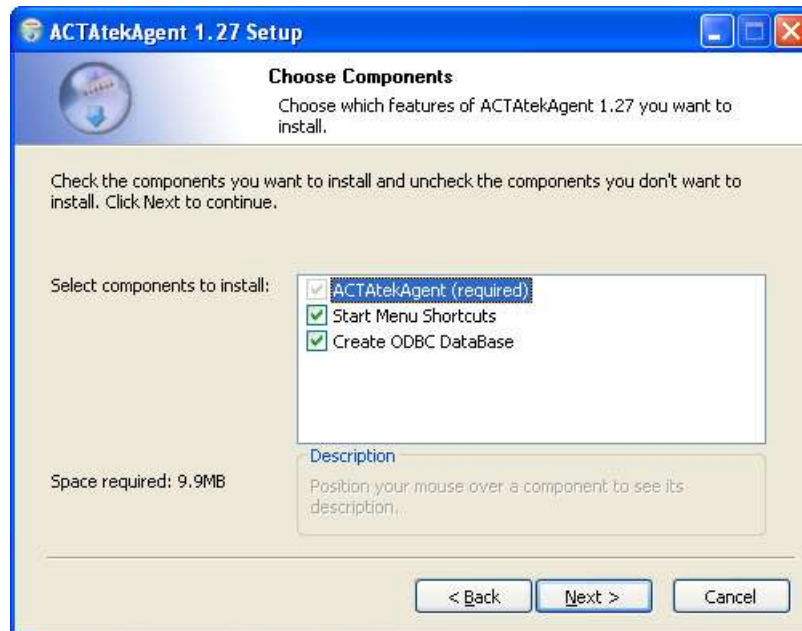 ACTAtekAgent 1.27 Setup
Choose Components
Choose which features of ACTAtekAgent 1.27 you want to
install.
Check the components you want to install and uncheck the components you don't want to
install. Click Next to continue.
Select components to install:
ACTAtekAgent (required)
Start Menu Shortcuts
Create ODBC DataBase
Space required: 9.9MB
Description
Position your mouse over a component to see its
description.
< Back
Next >
Cancel